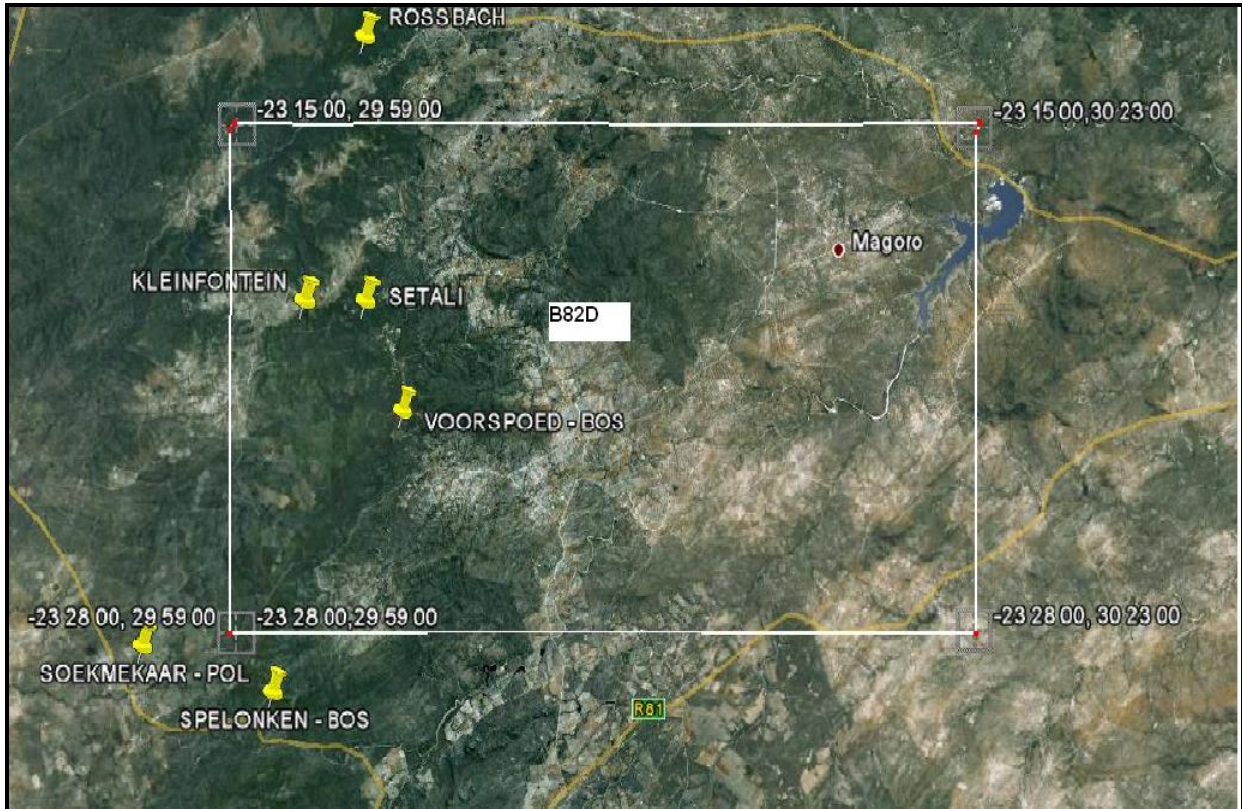 ROSSBACH
-23 15 00, 29 59 00
-23 15 00,30 23 00
Magoro
KLEINFONTEIN
SETALI
B82D
VOORSPOED - BOS
-23 28 00, 29 59 00
-23 28 00,29 59 00
-23 28 00, 30 23 00
SOEKMEKAAR - POL
SPELONKEN - BOS
R81